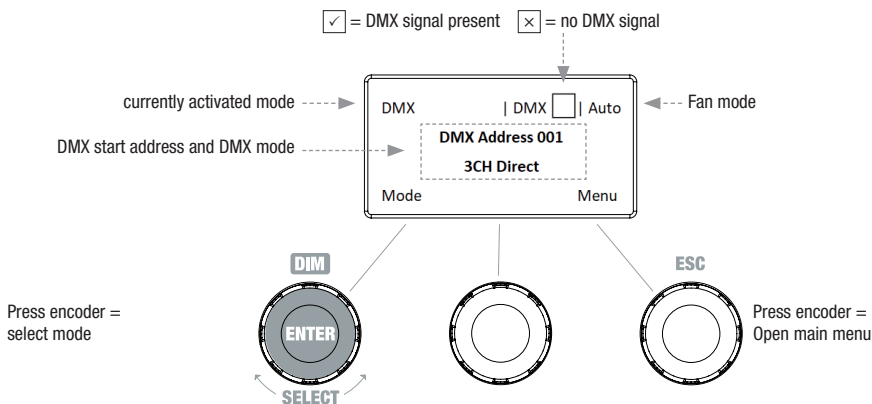 ✓ = DMX signal present × = no DMX signal
currently activated mode
DMX | DMX | Auto
Fan mode
DMX start address and DMX mode
DMX Address 001
3CH Direct
Mode Menu
DIM
ESC
Press encoder =
select mode
ENTER
SELECT
Press encoder =
Open main menu